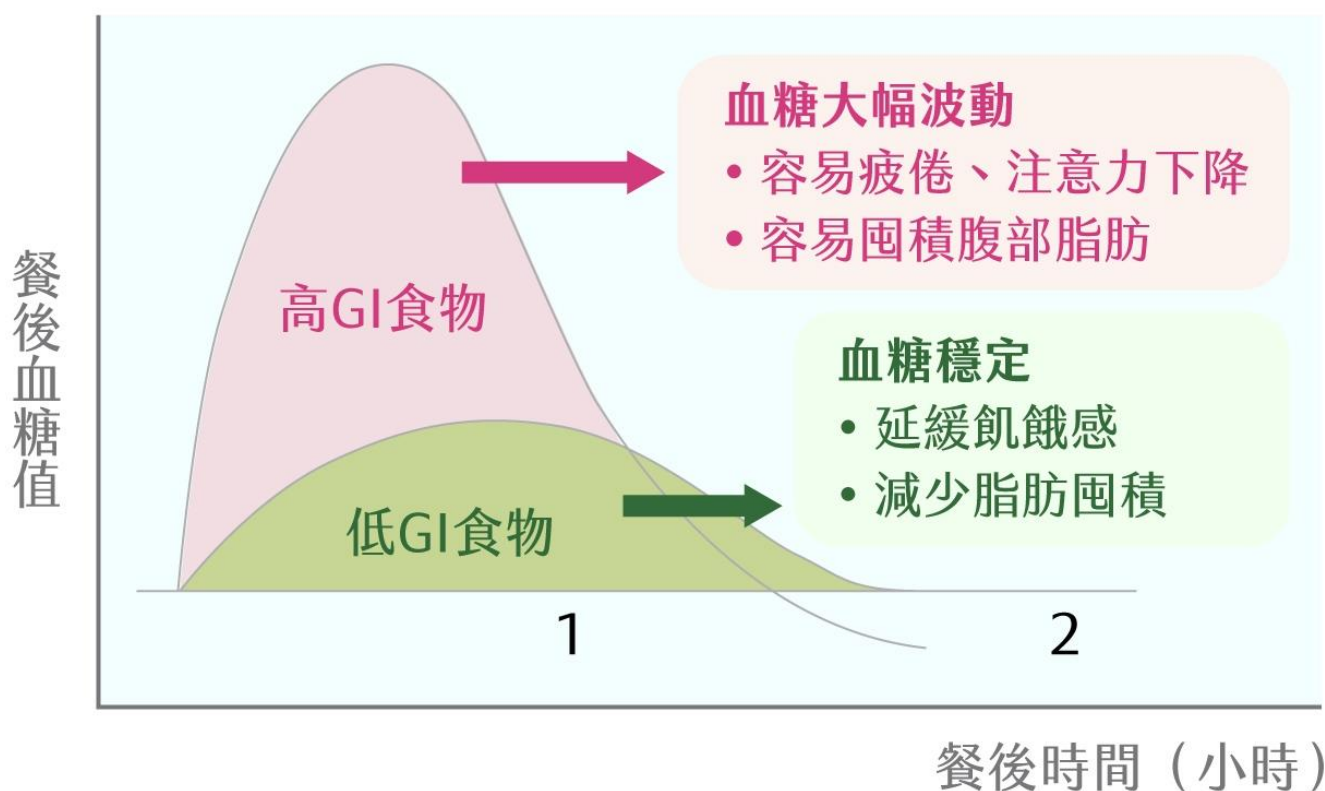 餐後血糖值
高GI食物
低GI食物
血糖大幅波動
• 容易疲倦、注意力下降
• 容易囤積腹部脂肪
血糖穩定
• 延緩飢餓感
• 減少脂肪囤積
1
2
餐後時間（小時）